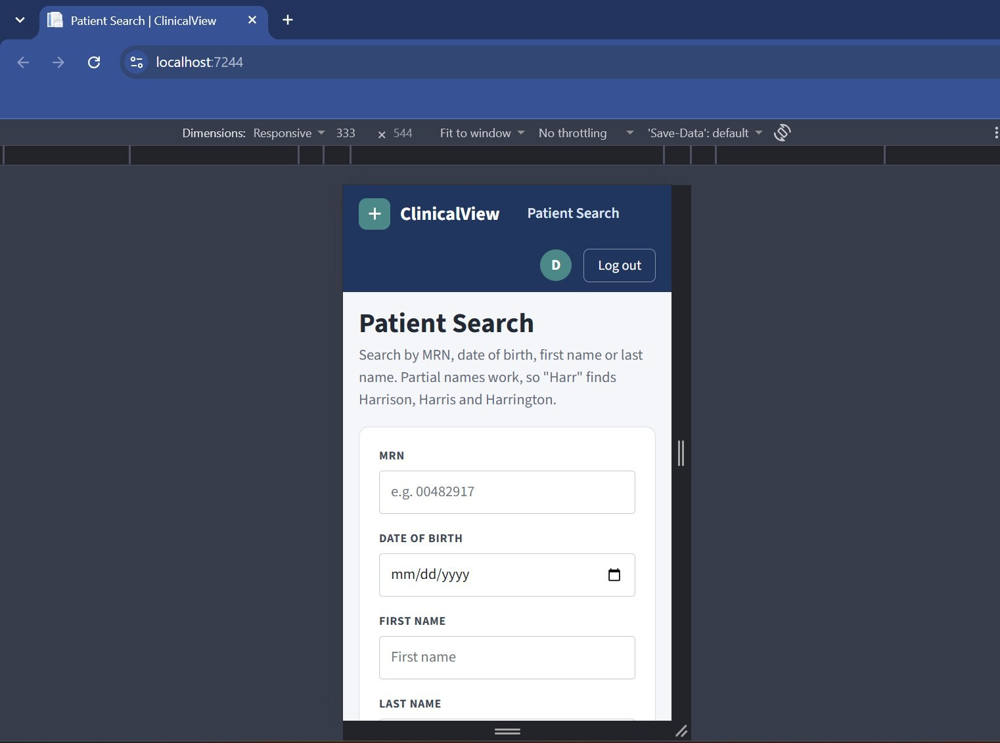 Patient Search | ClinicalView
localhost:7244
Dimensions: Responsive 333 × 544 Fit to window No throttling 'Save-Data': default
ClinicalView Patient Search
D Log out
Patient Search
Search by MRN, date of birth, first name or last
name. Partial names work, so "Harr" finds
Harrison, Harris and Harrington.
MRN
e.g. 00482917
DATE OF BIRTH
mm/dd/yyyy
FIRST NAME
First name
LAST NAME